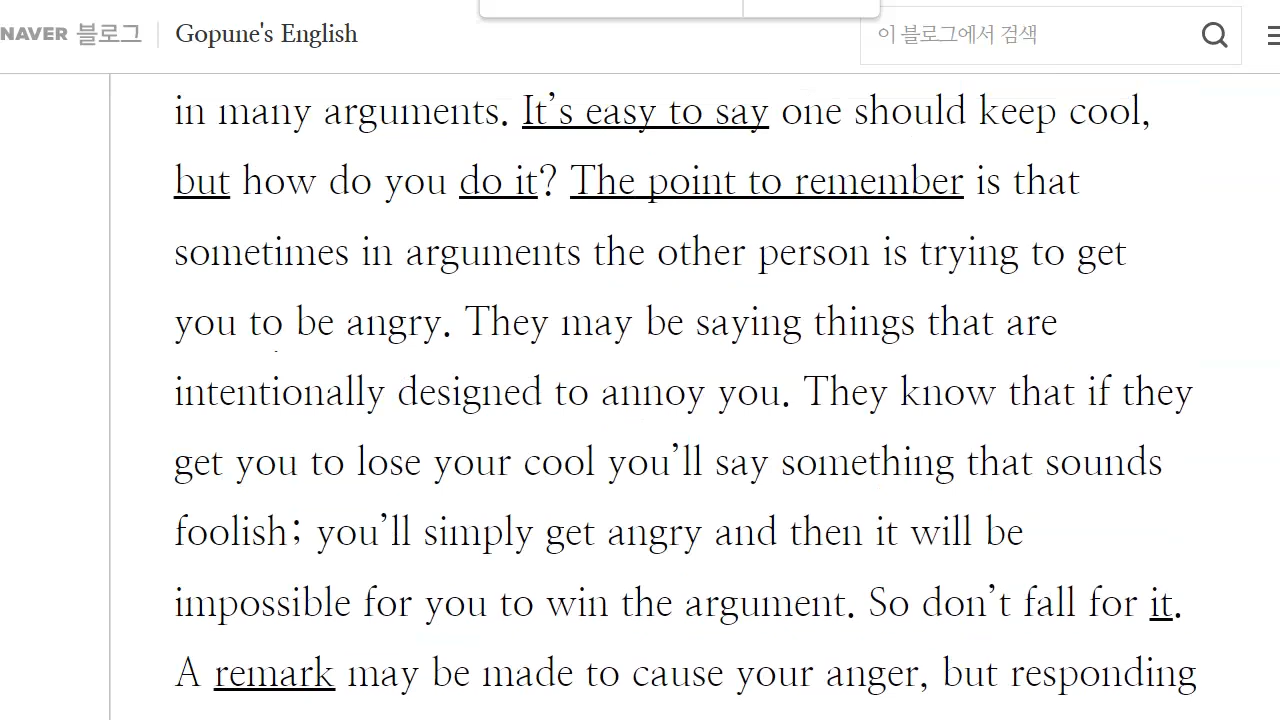 NAVER 블로그 Gopune's English 이 블로그에서 검색
in many arguments. It’s easy to say one should keep cool,
but how do you do it? The point to remember is that
sometimes in arguments the other person is trying to get
you to be angry. They may be saying things that are
intentionally designed to annoy you. They know that if they
get you to lose your cool you’ll say something that sounds
foolish; you’ll simply get angry and then it will be
impossible for you to win the argument. So don’t fall for it.
A remark may be made to cause your anger, but responding